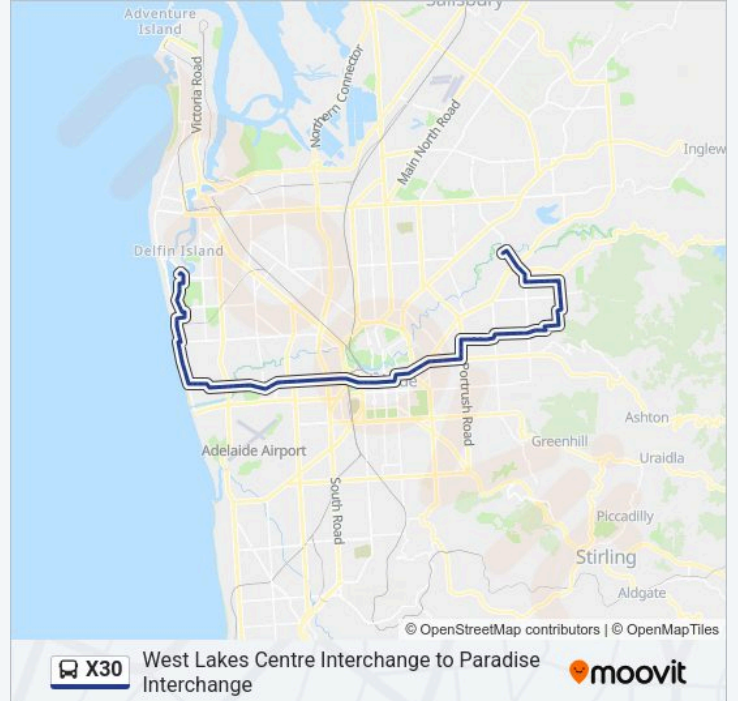 Salisbury
Adventure
Island
Victoria Road
Northern Connector
Main North Road
Inglew
Delfin Island
Portrush Road
Adelaide Airport
Ashton
Greenhill
Uraidla
South Road
Piccadilly
Stirling
Aldgate
© OpenStreetMap contributors | © OpenMapTiles
X30
West Lakes Centre Interchange to Paradise
Interchange
moovit